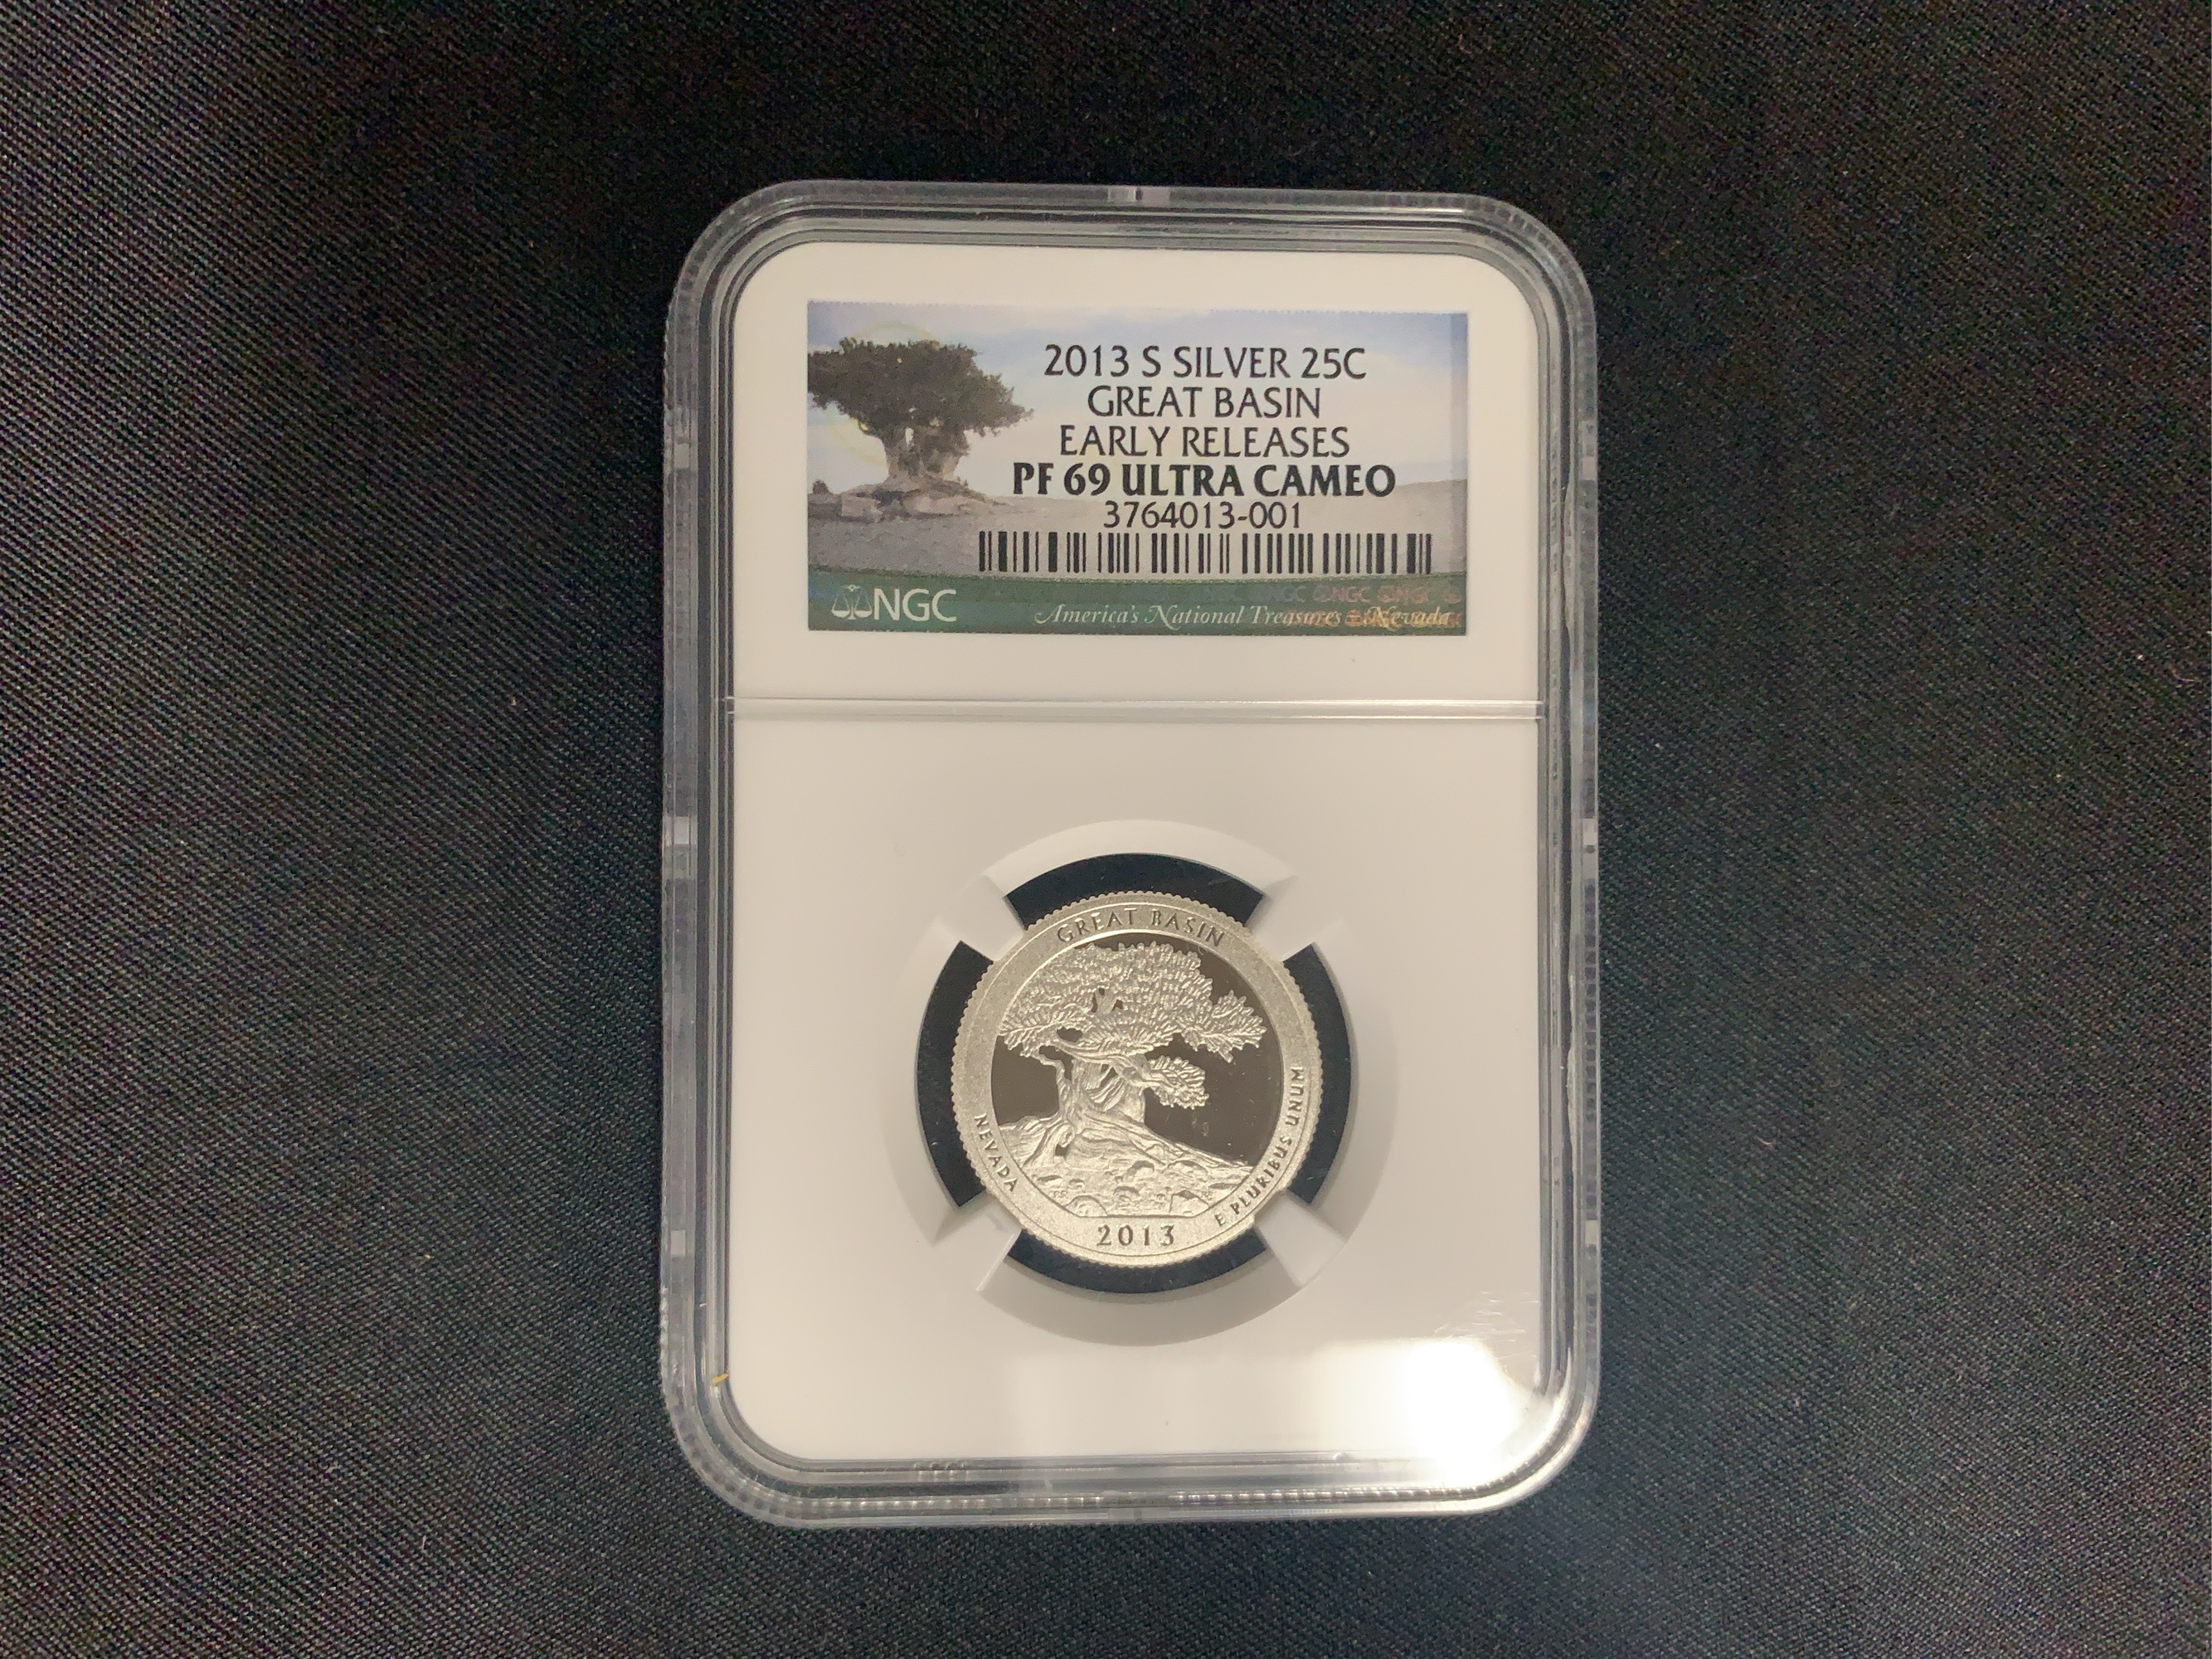 2013 S SILVER 25C
GREAT BASIN
EARLY RELEASES
PF 69 ULTRA CAMEO
3764013-001
NGC
America's National Treasures - Nevada
GREAT BASIN
NEVADA
E PLURIBUS UNUM
2013